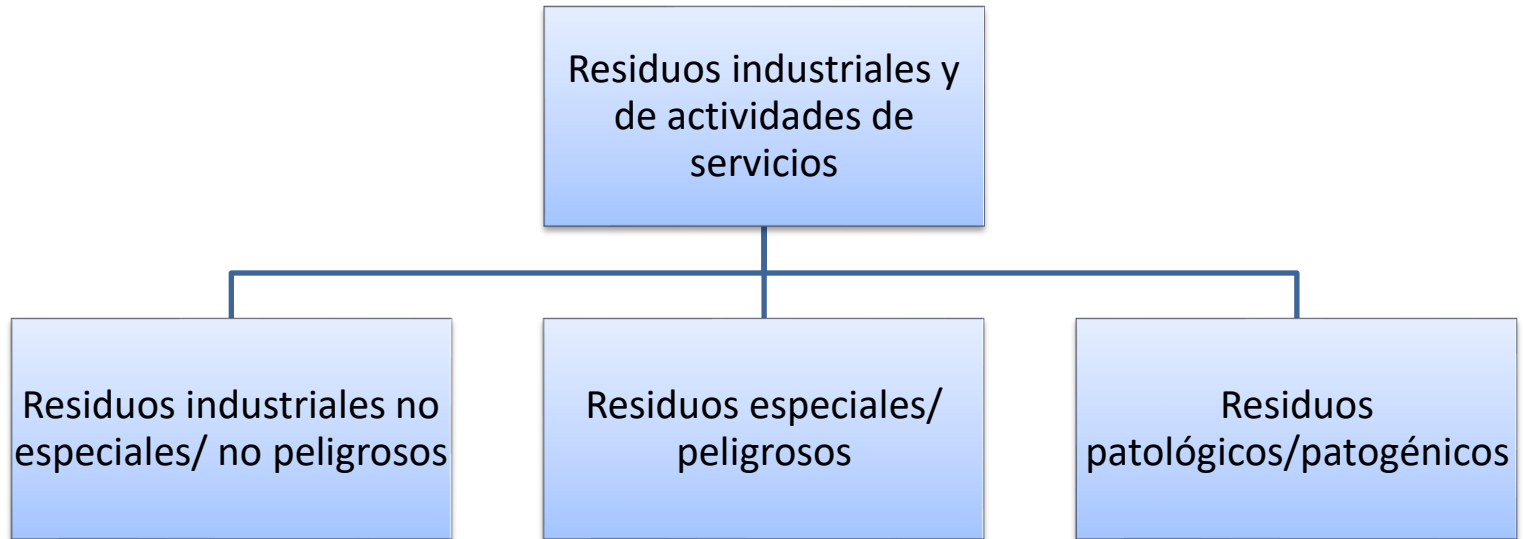 Residuos industriales y
de actividades de
servicios
Residuos industriales no
especiales/ no peligrosos
Residuos especiales/
peligrosos
Residuos
patológicos/patogénicos